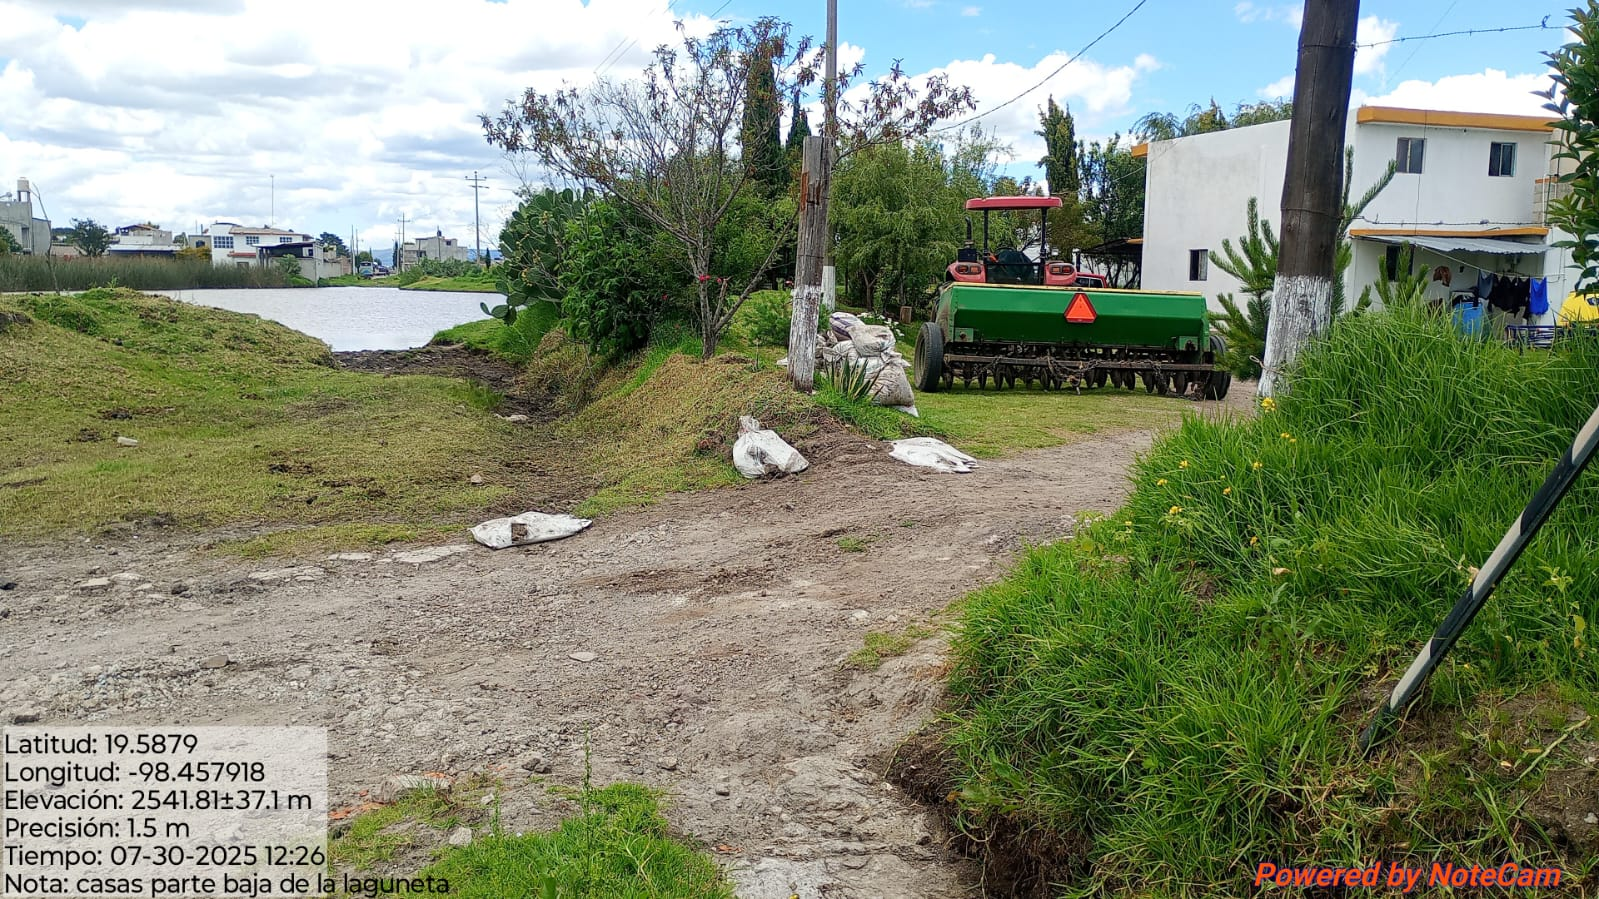 Latitud: 19.5879
Longitud: -98.457918
Elevación: 2541.81±37.1 m
Precisión: 1.5 m
Tiempo: 07-30-2025 12:26
Nota: casas parte baja de la laguneta
Powered by NoteCam